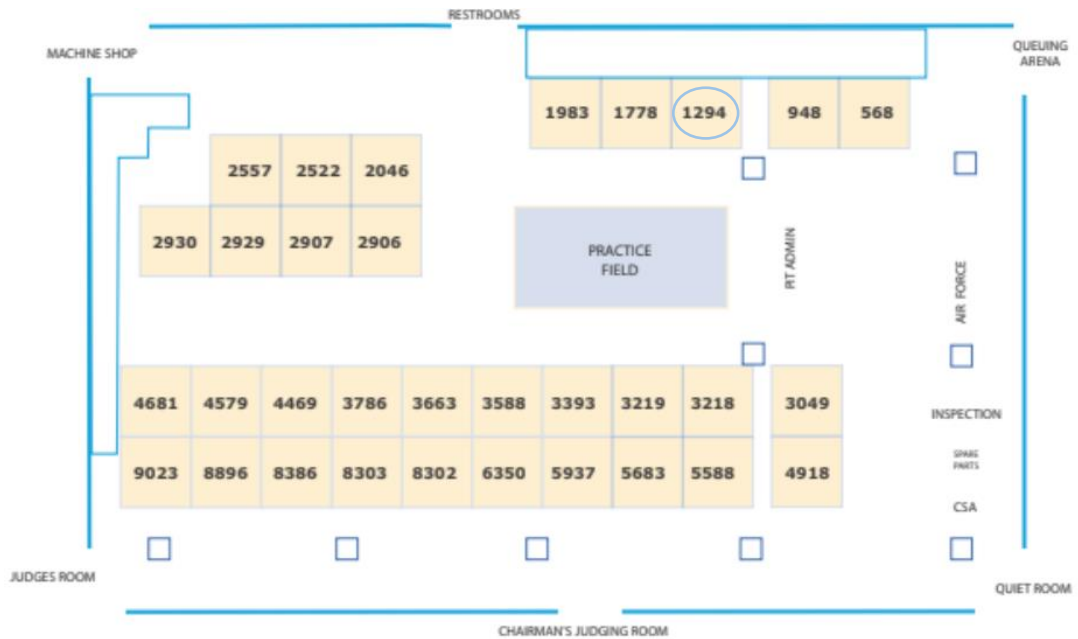 RESTROOMS
MACHINE SHOP
QUEUING
ARENA
1983 1778 1294 948 568
2557 2522 2046
2930 2929 2907 2906
PRACTICE
FIELD
PIT ADMIN
AIR FORCE
4681 4579 4469 3786 3663 3588 3393 3219 3218 3049
INSPECTION
9023 8896 8386 8303 8302 6350 5937 5683 5588 4918
SPARE
PARTS
CSA
JUDGES ROOM
QUIET ROOM
CHAIRMAN'S JUDGING ROOM